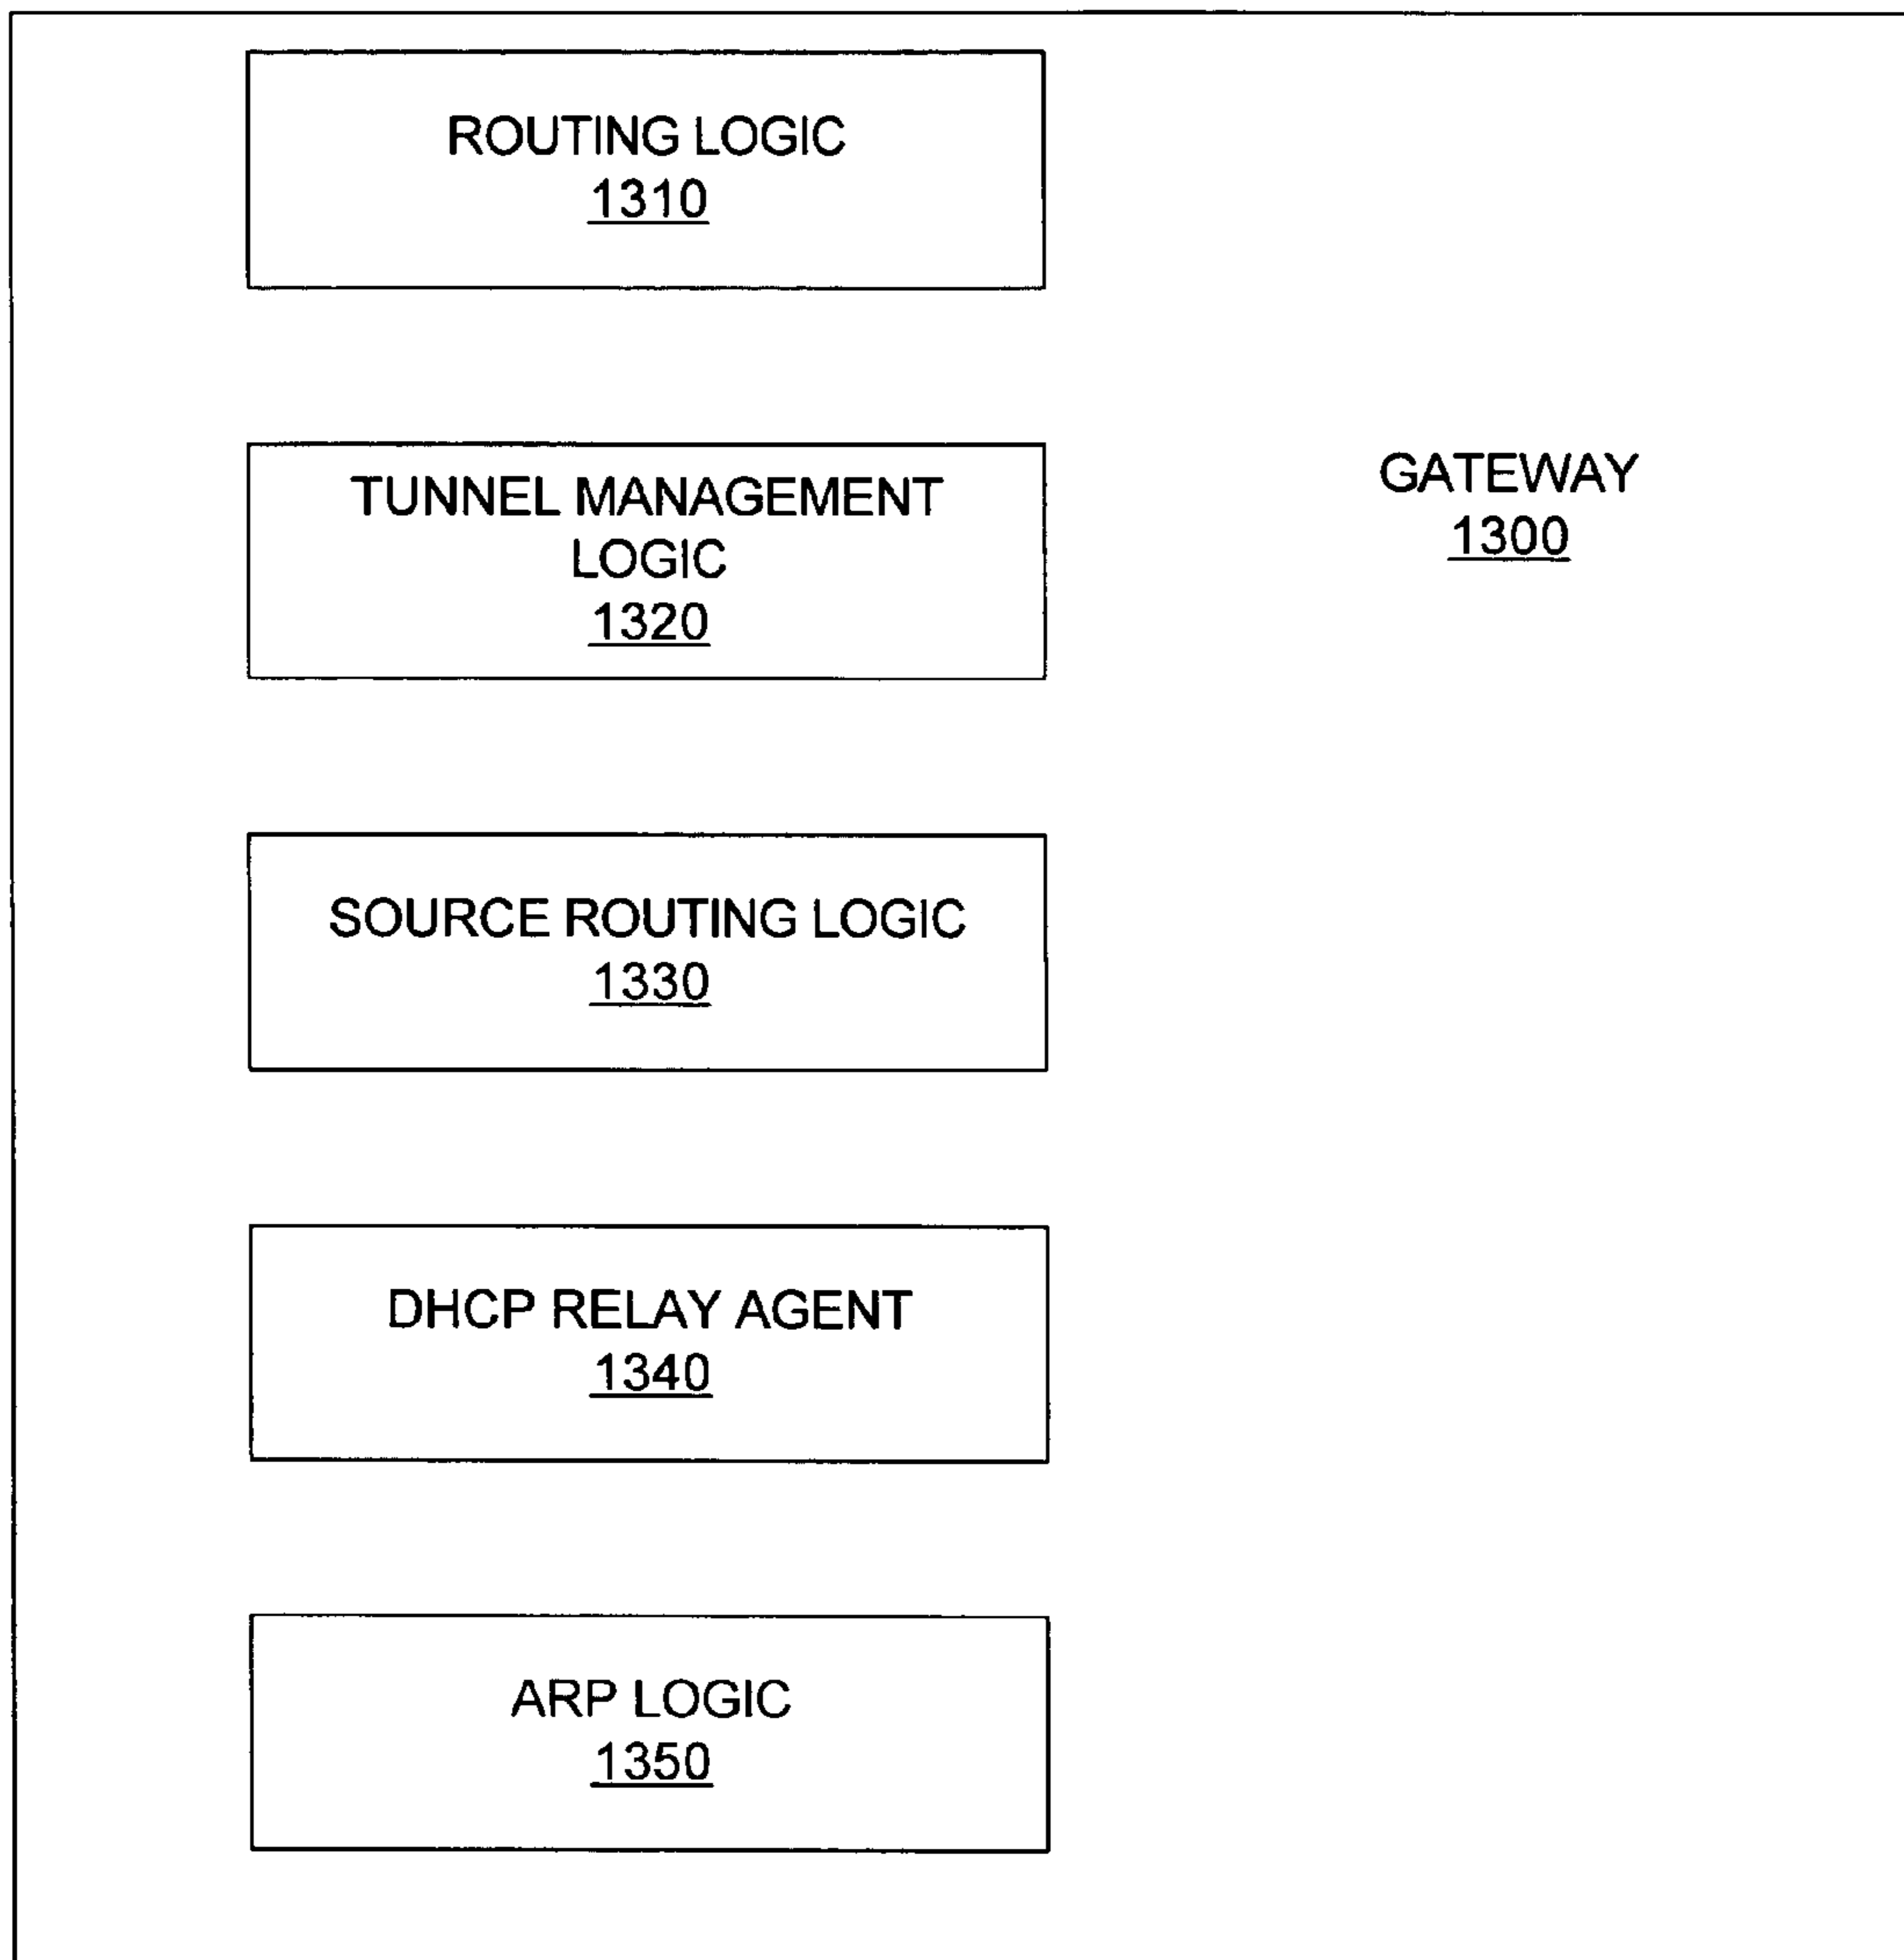 ROUTING LOGIC
1310
TUNNEL MANAGEMENT
LOGIC
1320
GATEWAY
1300
SOURCE ROUTING LOGIC
1330
DHCP RELAY AGENT
1340
ARP LOGIC
1350